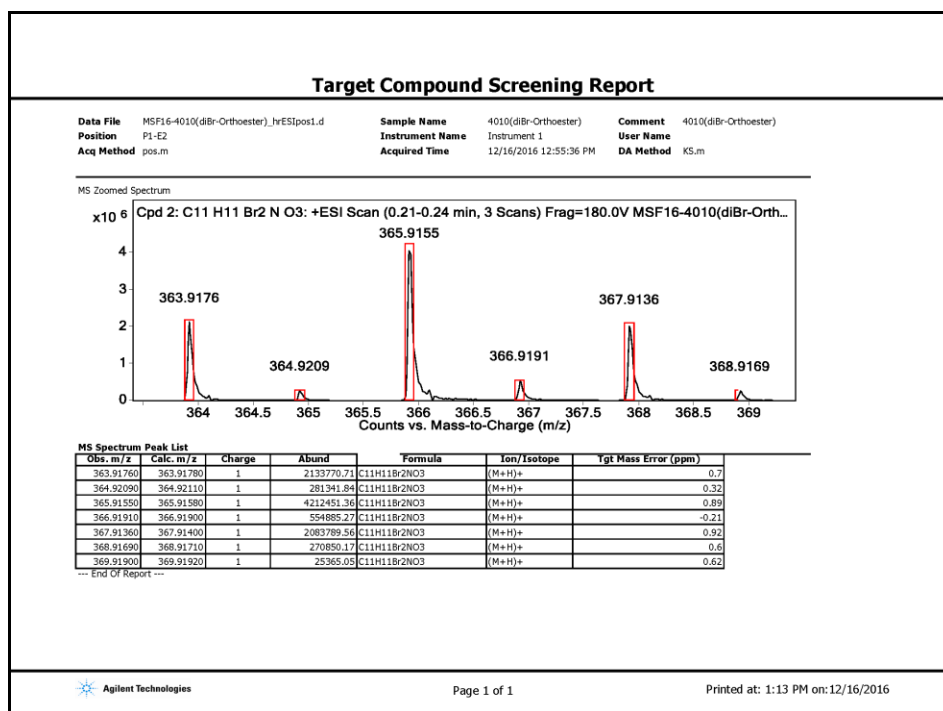 Target Compound Screening Report
Data File MSF16-4010(diBr-Orthoester)_hrESIpos1.d Sample Name 4010(diBr-Orthoester) Comment 4010(diBr-Orthoester)
Position P1-E2 Instrument Name Instrument 1 User Name
Acq Method pos.m Acquired Time 12/16/2016 12:55:36 PM DA Method KS.m
MS Zoomed Spectrum
x10 6 Cpd 2: C11 H11 Br2 N O3: +ESI Scan (0.21-0.24 min, 3 Scans) Frag=180.0V MSF16-4010(diBr-Orth...
365.9155
4
363.9176
367.9136
3
2
364.9209
366.9191
368.9169
1
0
364 364.5 365 365.5 366 366.5 367 367.5 368 368.5 369
Counts vs. Mass-to-Charge (m/z)
MS Spectrum Peak List
Obs. m/z Calc. m/z Charge Abund Formula Ion/Isotope Tgt Mass Error (ppm)
363.91760 363.91780 1 2133770.71 C11H11Br2NO3 (M+H)+ 0.7
364.92090 364.92110 1 281341.84 C11H11Br2NO3 (M+H)+ 0.32
365.91550 365.91580 1 4212451.36 C11H11Br2NO3 (M+H)+ 0.89
366.91910 366.91900 1 554885.27 C11H11Br2NO3 (M+H)+ -0.21
367.91360 367.91400 1 2083789.56 C11H11Br2NO3 (M+H)+ 0.92
368.91690 368.91710 1 270850.17 C11H11Br2NO3 (M+H)+ 0.6
369.91900 369.91920 1 25365.05 C11H11Br2NO3 (M+H)+ 0.62
--- End Of Report ---
Agilent Technologies Page 1 of 1 Printed at: 1:13 PM on:12/16/2016